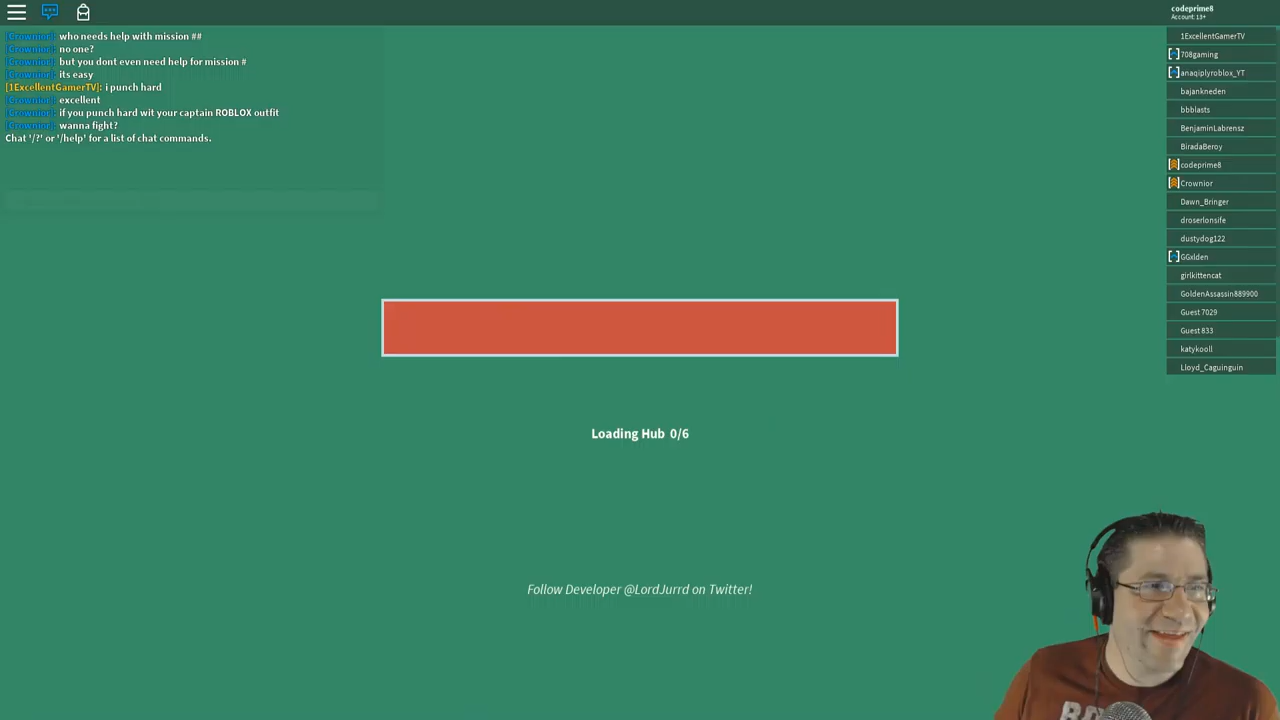 codeprime8
Account: 13+
[Crownior]: who needs help with mission ##
[Crownior]: no one?
[Crownior]: but you dont even need help for mission #
[Crownior]: its easy
[1ExcellentGamerTV]: i punch hard
[Crownior]: excellent
[Crownior]: if you punch hard wit your captain ROBLOX outfit
[Crownior]: wanna fight?
Chat '/?' or '/help' for a list of chat commands.
1ExcellentGamerTV
708gaming
anaqiplyroblox_YT
bajankneden
bbblasts
BenjaminLabrensz
BiradaBeroy
codeprime8
Crownior
Dawn_Bringer
droserlonsife
dustydog122
GGxlden
girlkittencat
GoldenAssassin889900
Guest 7029
Guest 833
katykooll
Lloyd_Caguinguin
Loading Hub 0/6
Follow Developer @LordJurrd on Twitter!